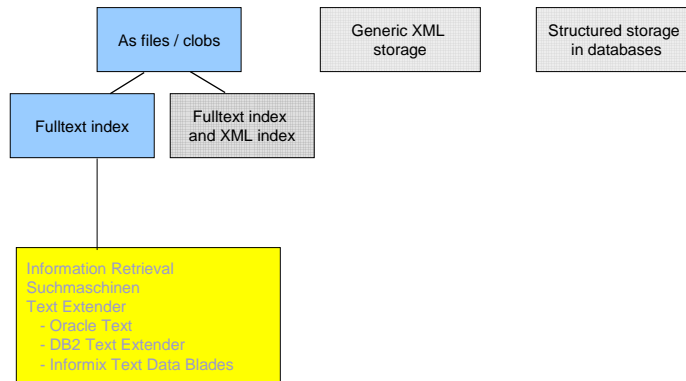 As files / clobs
Generic XML
storage
Structured storage
in databases
Fulltext index
Fulltext index
and XML index
Information Retrieval
Suchmaschinen
Text Extender
- Oracle Text
- DB2 Text Extender
- Informix Text Data Blades